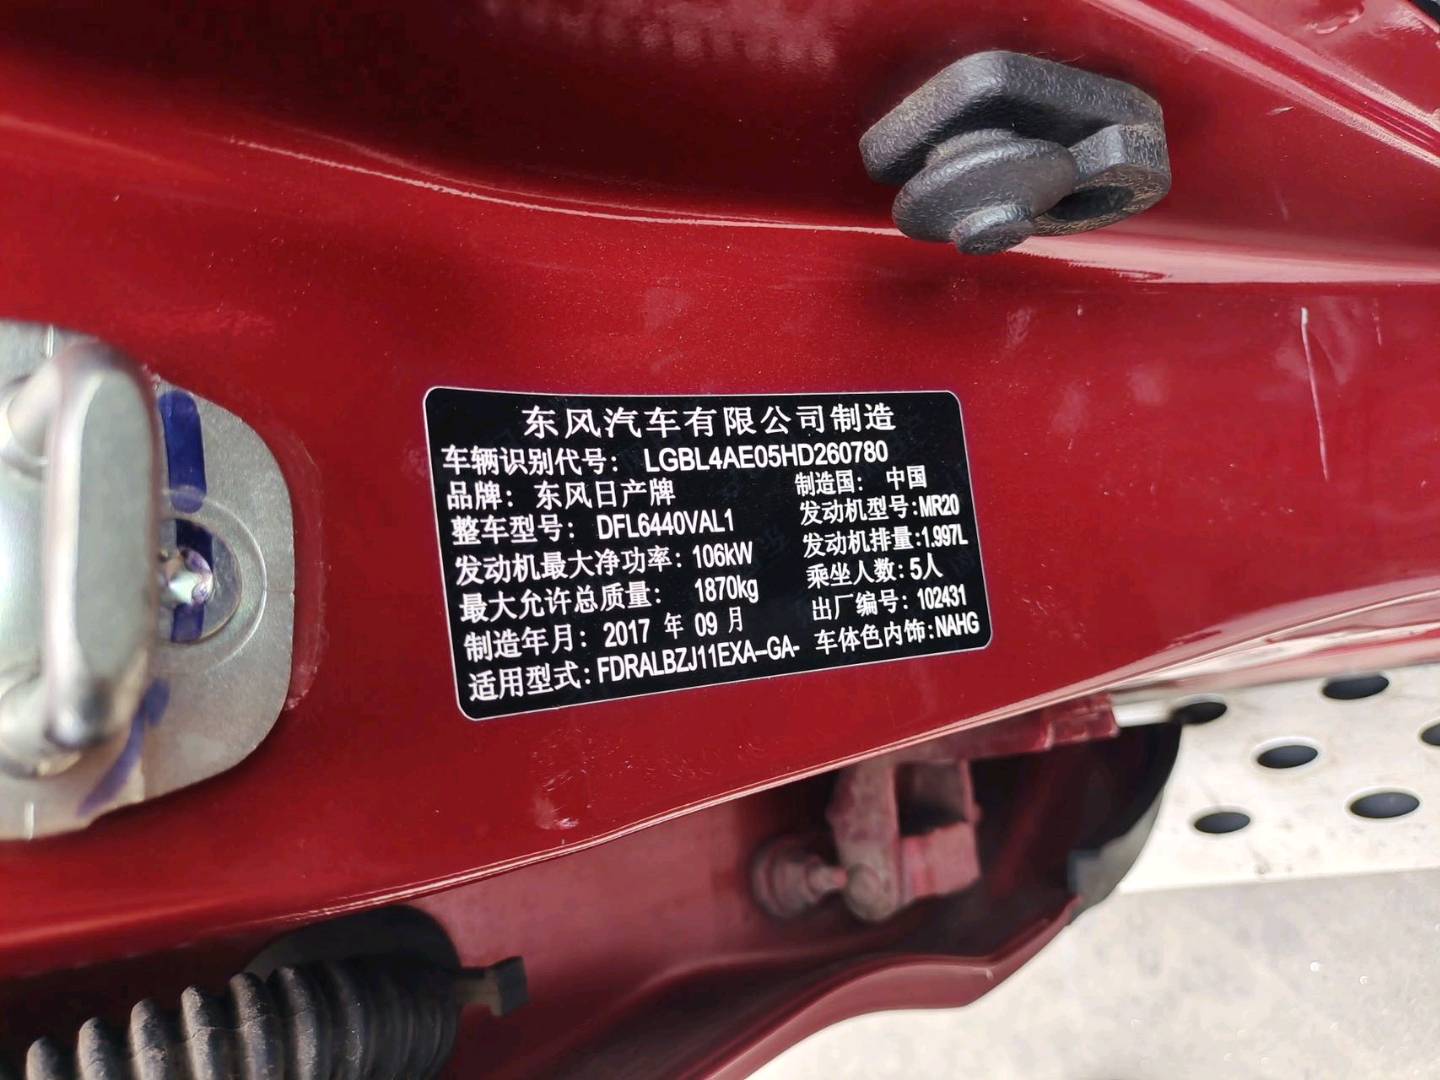 东风汽车有限公司制造
车辆识别代号： LGBL4AE05HD260780
品牌： 东风日产牌 制造国： 中国
整车型号： DFL6440VAL1 发动机型号:MR20
发动机最大净功率: 106kW 发动机排量:1.997L
最大允许总质量： 1870kg 乘坐人数: 5人
制造年月： 2017 年 09 月 出厂编号: 102431
适用型式: FDRALBZJ11EXA–GA- 车体色内饰:NAHG